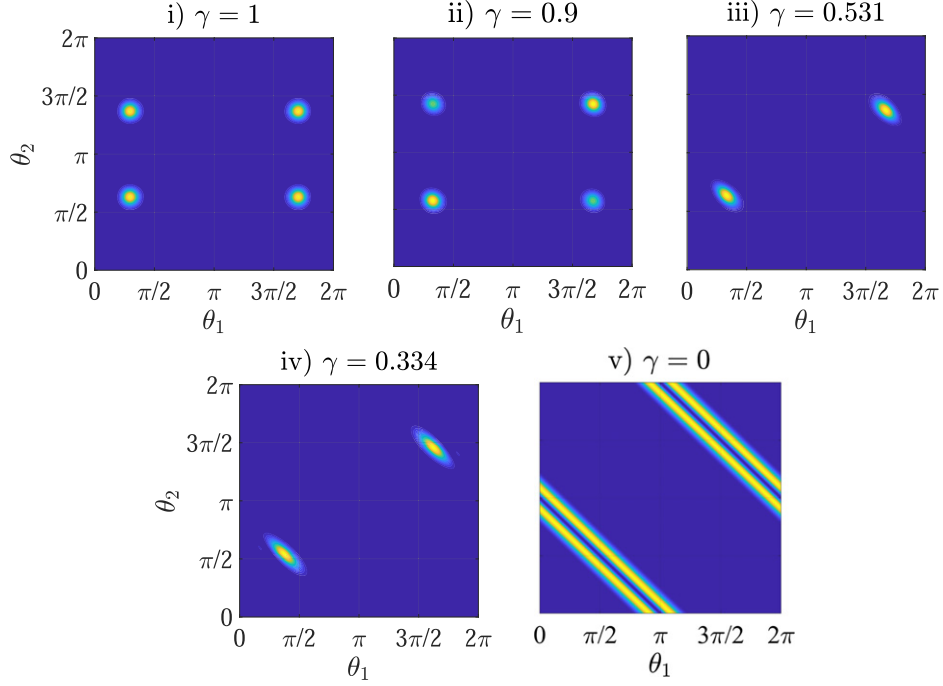 i) γ = 1
ii) γ = 0.9
iii) γ = 0.531
2π
3π/2
π
π/2
0
θ₂
0 π/2 π 3π/2 2π
θ₁
0 π/2 π 3π/2 2π
θ₁
0 π/2 π 3π/2 2π
θ₁
iv) γ = 0.334
v) γ = 0
2π
3π/2
π
π/2
0
θ₂
0 π/2 π 3π/2 2π
θ₁
0 π/2 π 3π/2 2π
θ₁